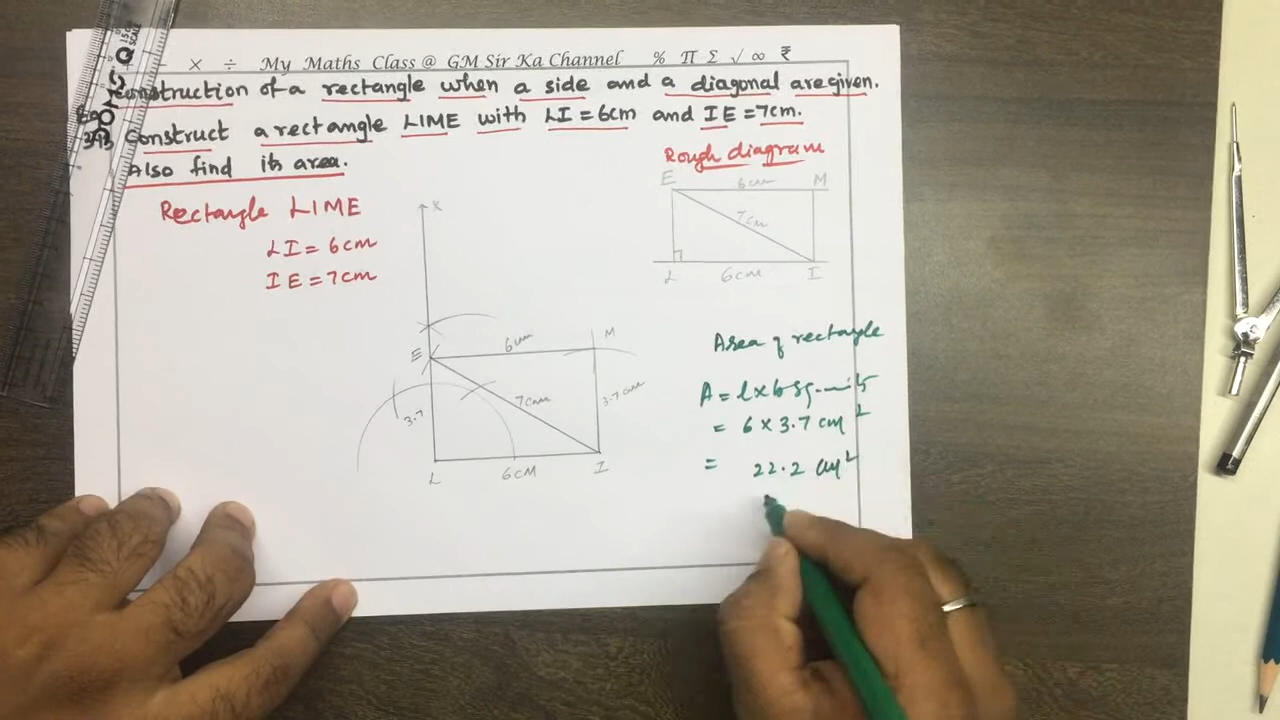 × ÷ My Maths Class @ GM Sir Ka Channel % Π Σ √ ∞ ₹
construction of a rectangle when a side and a diagonal are given.
construct a rectangle LIME with LI = 6cm and IE = 7cm.
Also find its area.
Rough diagram
E 6cm M
7cm
L 6cm I
Rectangle LIME
LI = 6cm
IE = 7cm
X
E 6cm M
3.7 7cm 3.7cm
L 6cm I
Area of rectangle
A = l × b sq.units
= 6 × 3.7 cm²
= 22.2 cm²